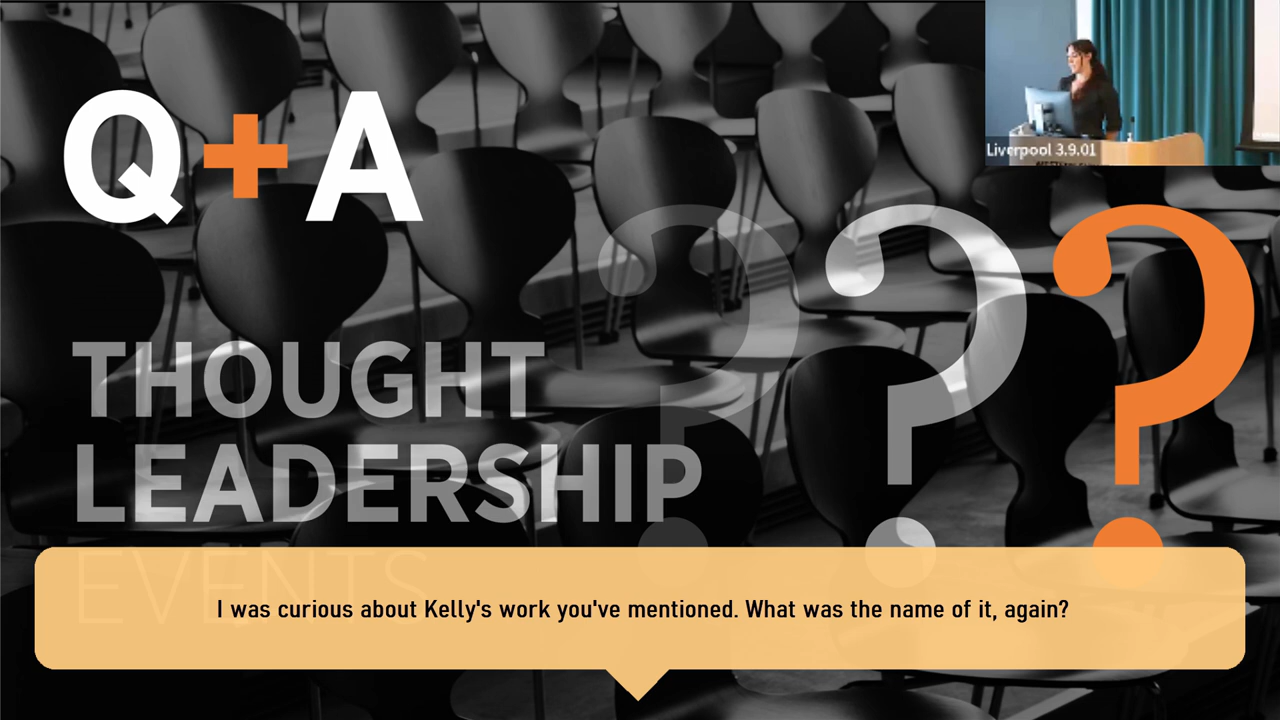 Q+A
THOUGHT
LEADERSHIP
EVENTS
I was curious about Kelly's work you've mentioned. What was the name of it, again?
Liverpool 3.9.01